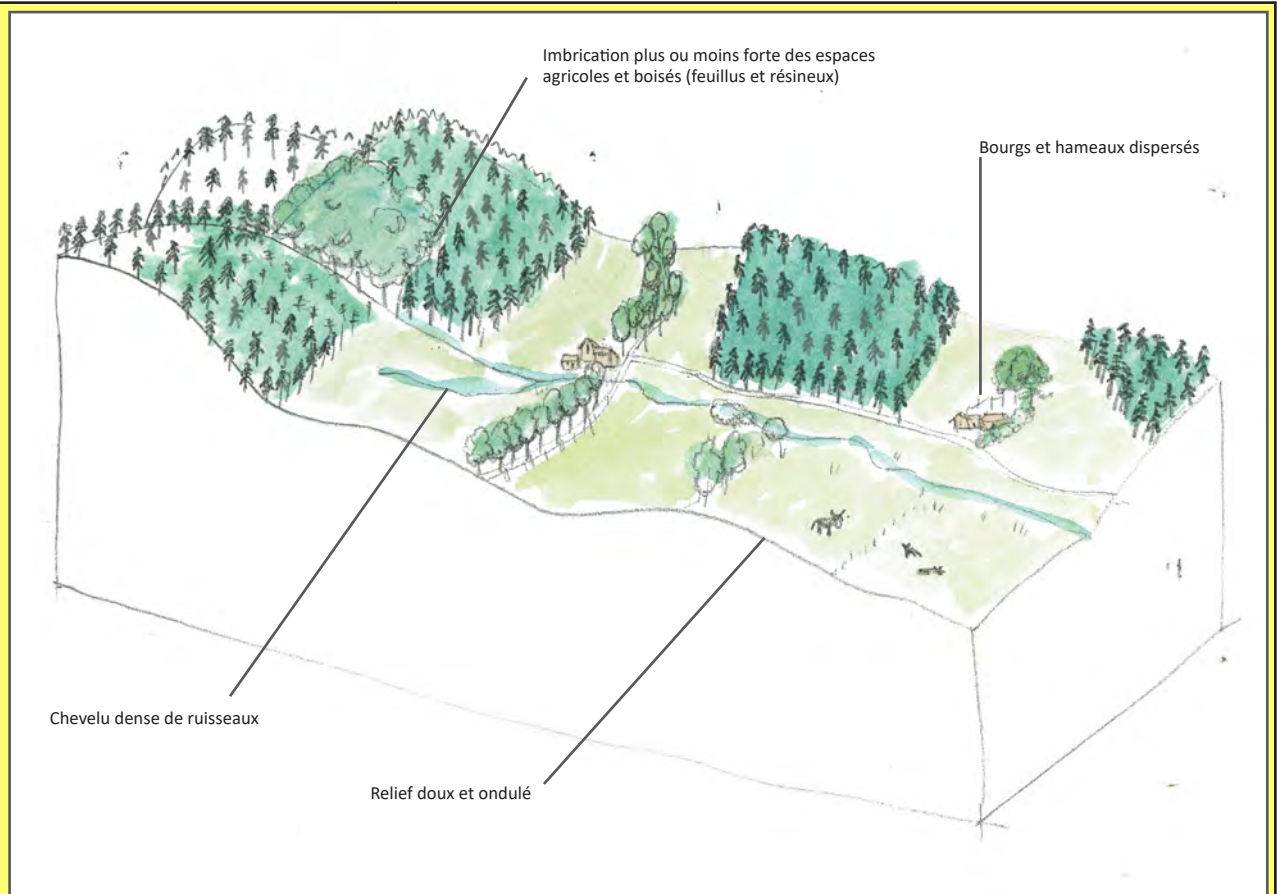 Imbrication plus ou moins forte des espaces
agricoles et boisés (feuillus et résineux)
Bourgs et hameaux dispersés
Chevelu dense de ruisseaux
Relief doux et ondulé